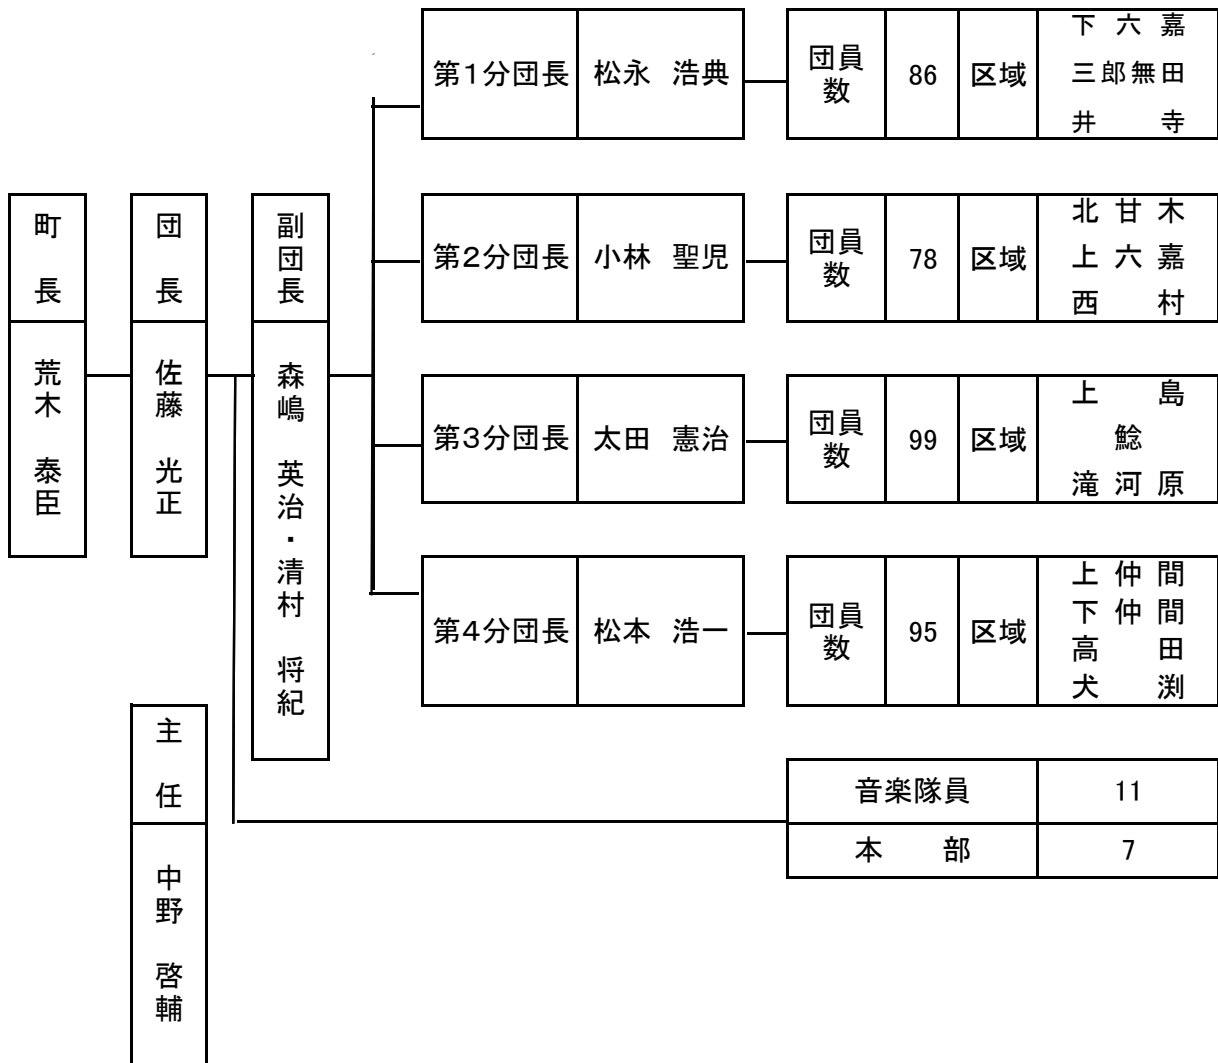 町長
荒木 泰臣
団長
佐藤 光正
副団長
森嶋 英治・清村 将紀
主任
中野 啓輔
第1分団長 松永 浩典 団員数 86 区域 下六嘉
三郎無田
井寺
第2分団長 小林 聖児 団員数 78 区域 北甘木
上六嘉
西村
第3分団長 太田 憲治 団員数 99 区域 上島
鯰
滝河原
第4分団長 松本 浩一 団員数 95 区域 上仲間
下仲間
高田
犬渕
音楽隊員 11
本部 7